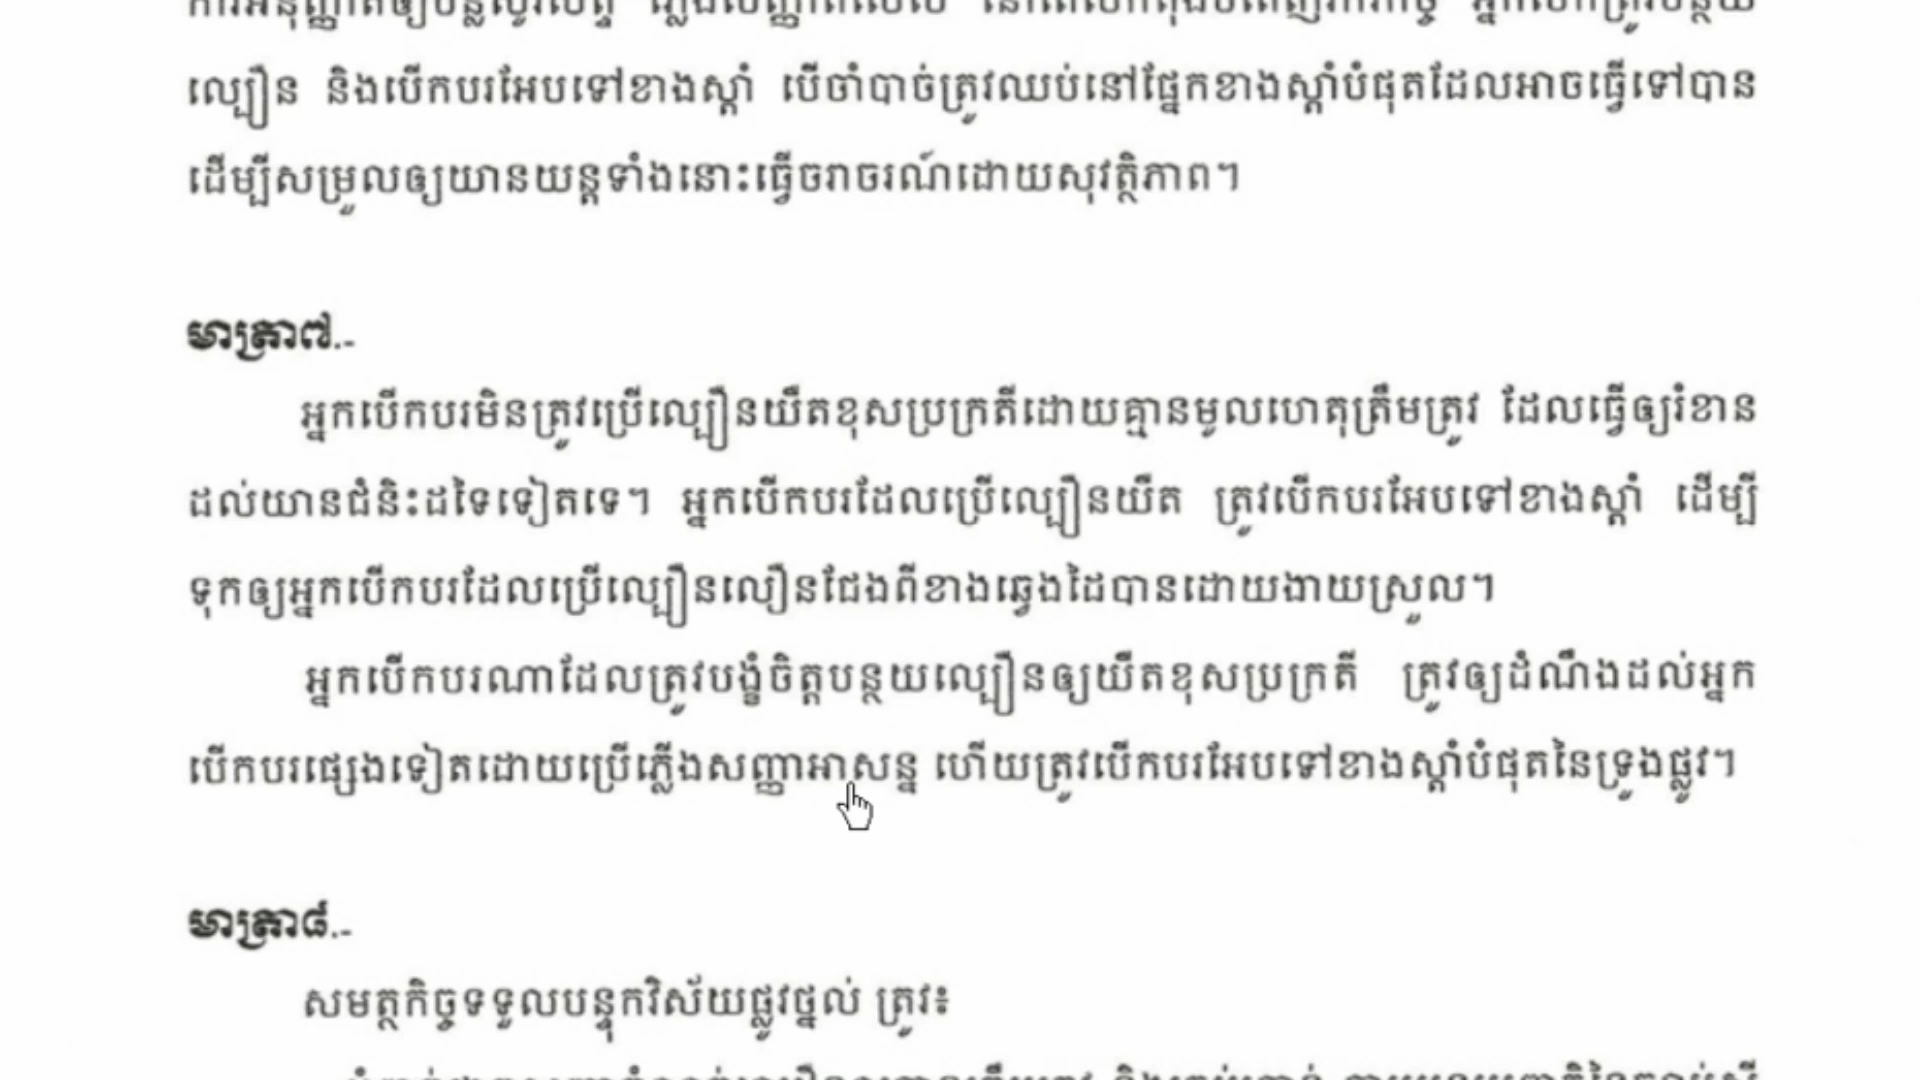 ល្បឿន និងបើកបរអែបទៅខាងស្តាំ បើចាំបាច់ត្រូវឈប់នៅផ្នែកខាងស្តាំបំផុតដែលអាចធ្វើទៅបាន
ដើម្បីសម្រួលឲ្យយានយន្តទាំងនោះធ្វើចរាចរណ៍ដោយសុវត្ថិភាព។
មាត្រា៧.-
អ្នកបើកបរមិនត្រូវប្រើល្បឿនយឺតខុសប្រក្រតីដោយគ្មានមូលហេតុត្រឹមត្រូវ ដែលធ្វើឲ្យរំខាន
ដល់យានជំនិះដទៃទៀតទេ។ អ្នកបើកបរដែលប្រើល្បឿនយឺត ត្រូវបើកបរអែបទៅខាងស្តាំ ដើម្បី
ទុកឲ្យអ្នកបើកបរដែលប្រើល្បឿនលឿនជែងពីខាងឆ្វេងដៃបានដោយងាយស្រួល។
អ្នកបើកបរណាដែលត្រូវបង្ខំចិត្តបន្ថយល្បឿនឲ្យយឺតខុសប្រក្រតី ត្រូវឲ្យដំណឹងដល់អ្នក
បើកបរផ្សេងទៀតដោយប្រើភ្លើងសញ្ញាអាសន្ន ហើយត្រូវបើកបរអែបទៅខាងស្តាំបំផុតនៃទ្រូងផ្លូវ។
មាត្រា៨.-
សមត្ថកិច្ចទទួលបន្ទុកវិស័យផ្លូវថ្នល់ ត្រូវ៖